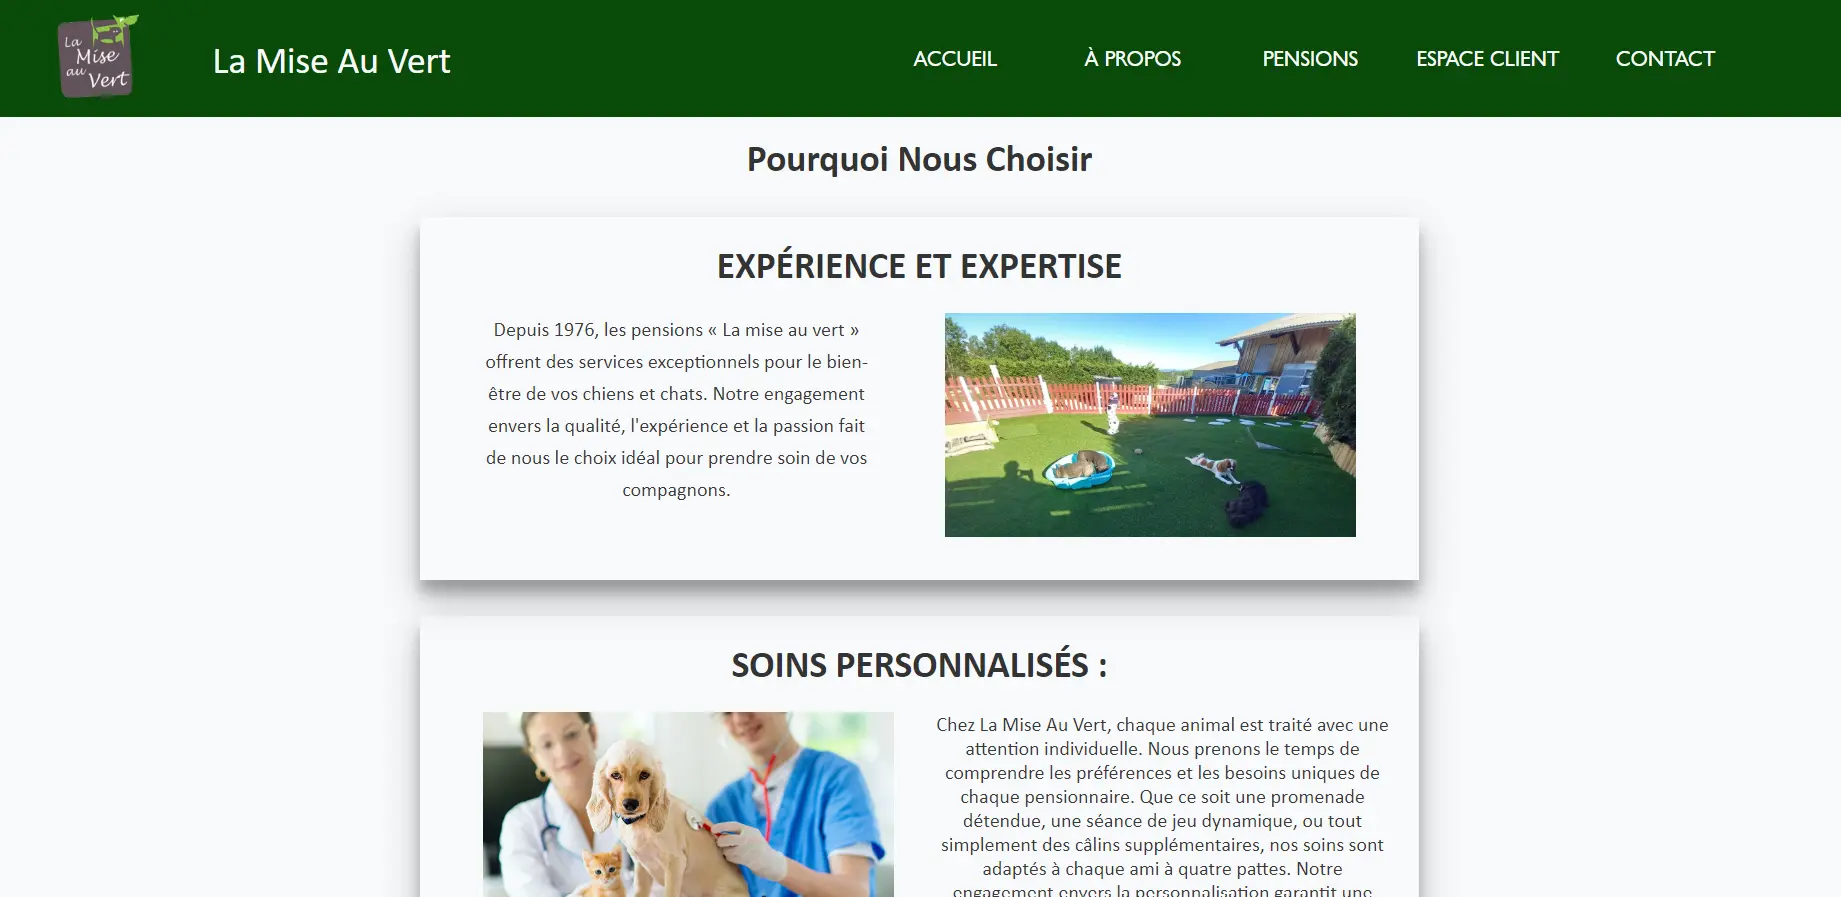 La
Mise
au Vert
La Mise Au Vert
ACCUEIL
À PROPOS
PENSIONS
ESPACE CLIENT
CONTACT
Pourquoi Nous Choisir
EXPÉRIENCE ET EXPERTISE
Depuis 1976, les pensions « La mise au vert »
offrent des services exceptionnels pour le bien-
être de vos chiens et chats. Notre engagement
envers la qualité, l'expérience et la passion fait
de nous le choix idéal pour prendre soin de vos
compagnons.
SOINS PERSONNALISÉS :
Chez La Mise Au Vert, chaque animal est traité avec une
attention individuelle. Nous prenons le temps de
comprendre les préférences et les besoins uniques de
chaque pensionnaire. Que ce soit une promenade
détendue, une séance de jeu dynamique, ou tout
simplement des câlins supplémentaires, nos soins sont
adaptés à chaque ami à quatre pattes. Notre
engagement envers la personnalisation garantit une